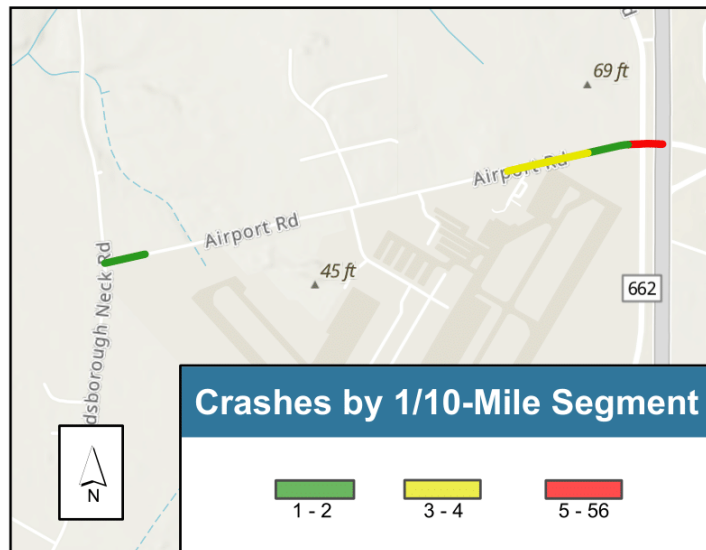 69 ft
Airport Rd
Airport Rd
45 ft
dsborough Neck Rd
662
N
Crashes by 1/10-Mile Segment
1 - 2
3 - 4
5 - 56